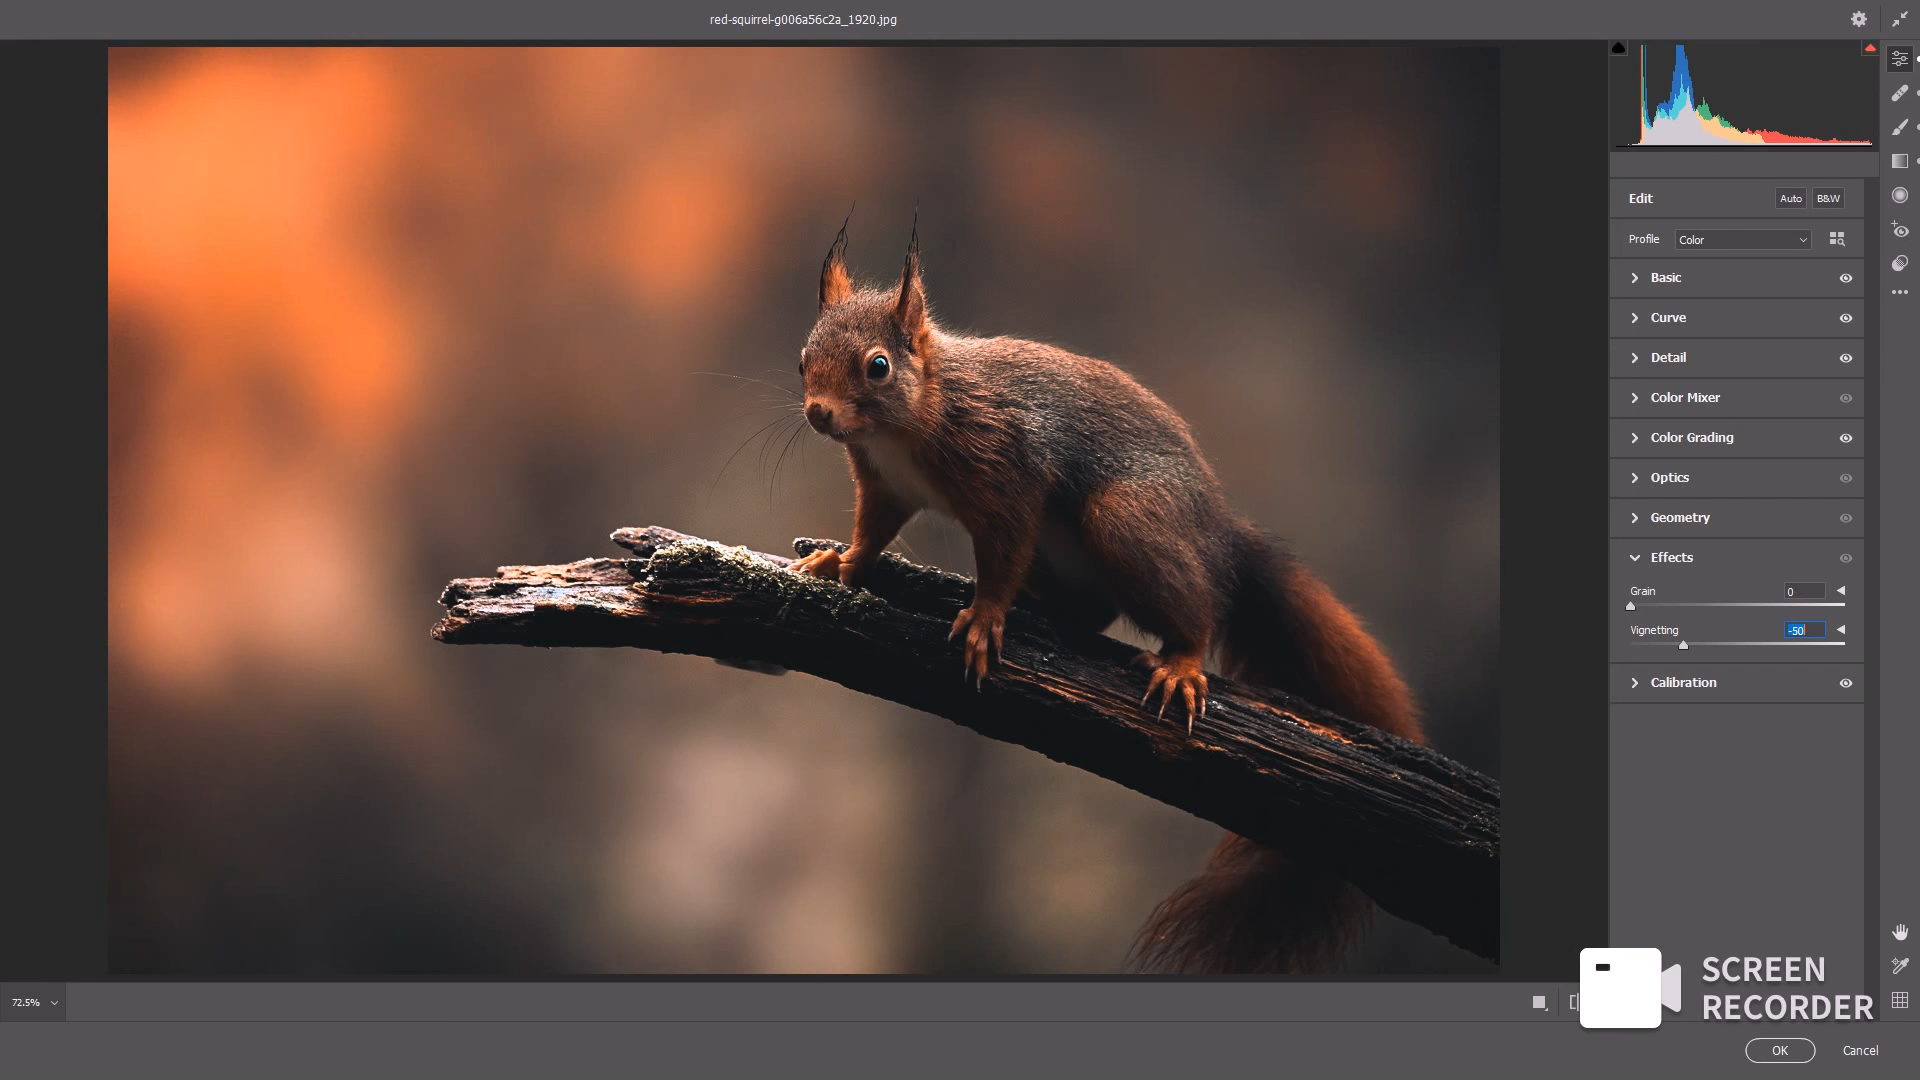 red-squirrel-g006a56c2a_1920.jpg
Edit
Auto
B&W
Profile
Color
Basic
Curve
Detail
Color Mixer
Color Grading
Optics
Geometry
Effects
Grain
0
Vignetting
-50
Calibration
72.5%
SCREEN
RECORDER
OK
Cancel